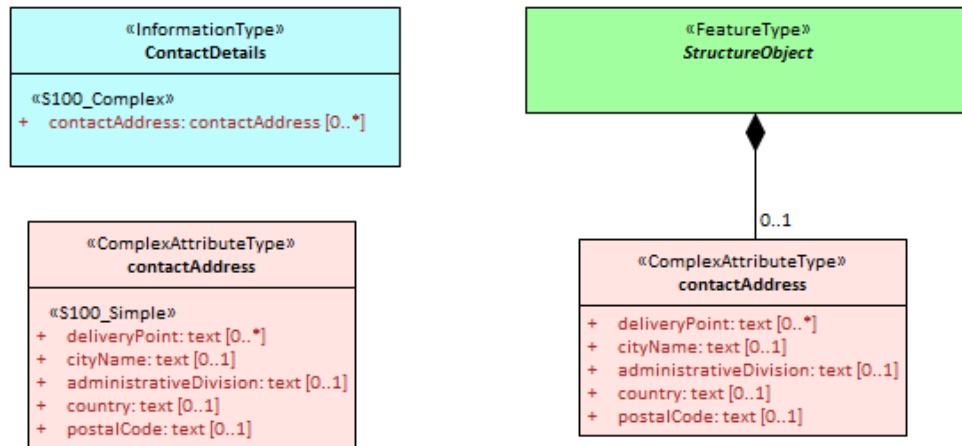 «InformationType»
ContactDetails
«S100_Complex»
+ contactAddress: contactAddress [0..*]
«ComplexAttributeType»
contactAddress
«S100_Simple»
+ deliveryPoint: text [0..*]
+ cityName: text [0..1]
+ administrativeDivision: text [0..1]
+ country: text [0..1]
+ postalCode: text [0..1]
«FeatureType»
StructureObject
0..1
«ComplexAttributeType»
contactAddress
+ deliveryPoint: text [0..*]
+ cityName: text [0..1]
+ administrativeDivision: text [0..1]
+ country: text [0..1]
+ postalCode: text [0..1]